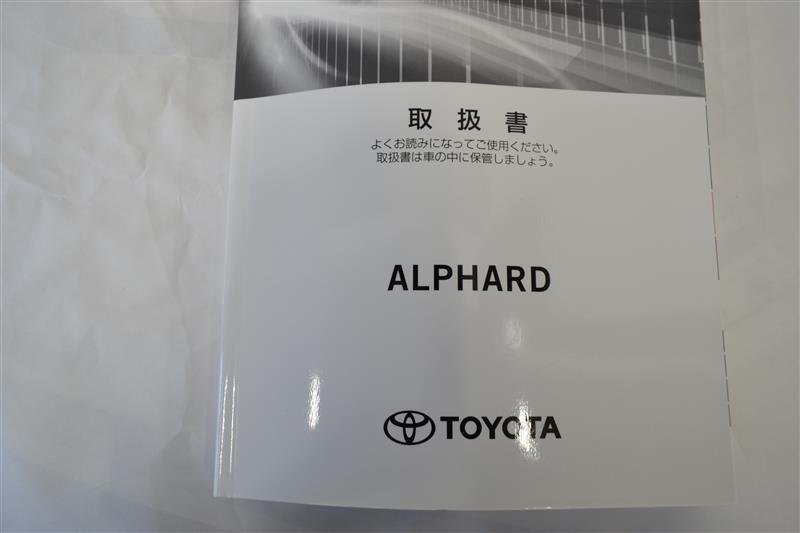 取扱書
よくお読みになってご使用ください。
取扱書は車の中に保管しましょう。
ALPHARD
TOYOTA